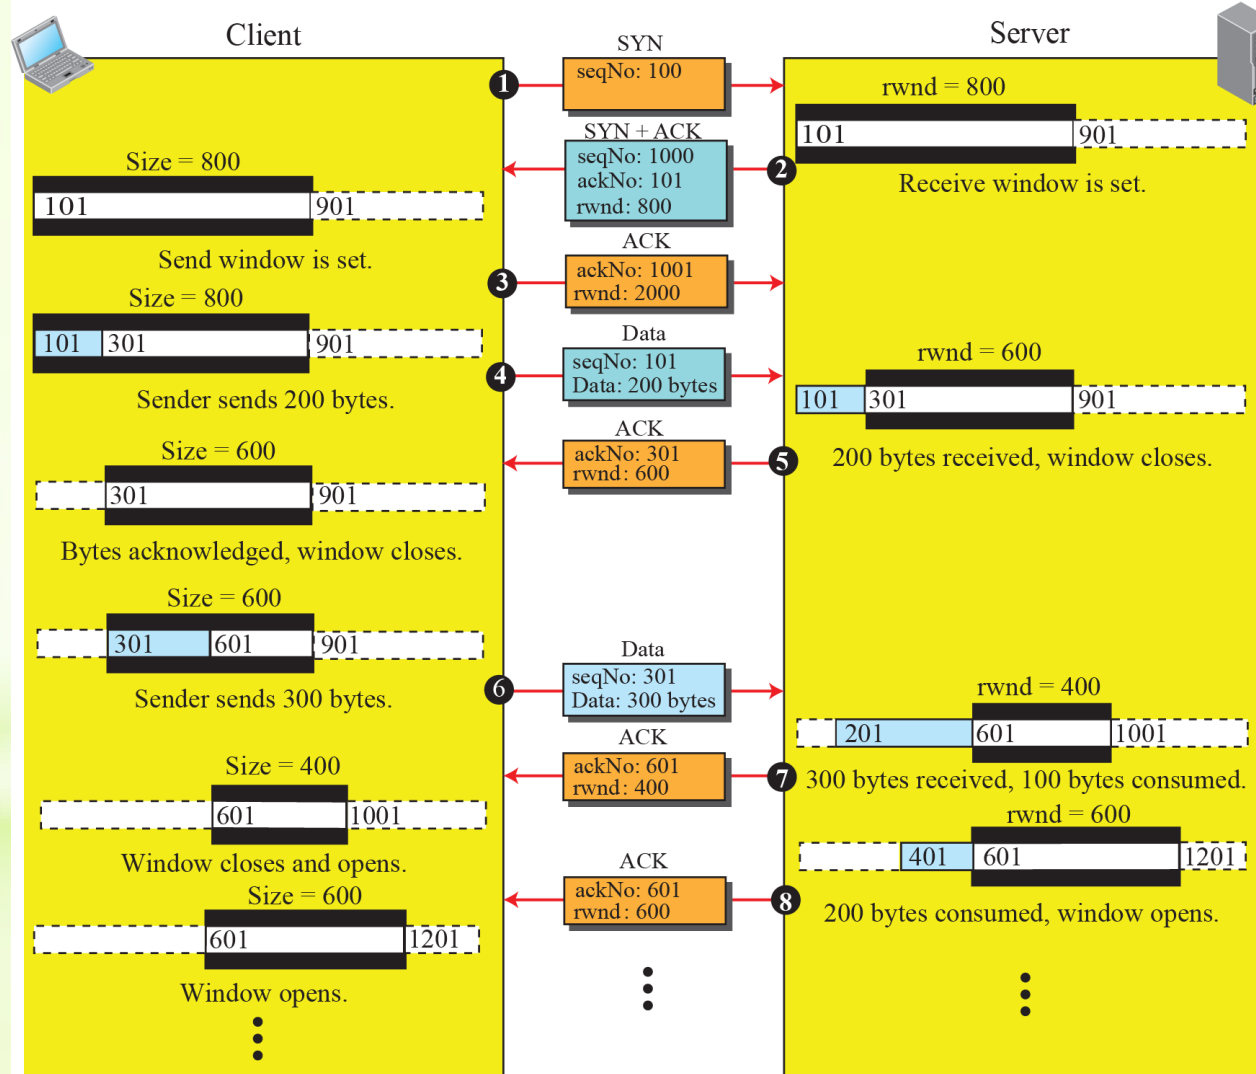 Client
SYN
Server
1
seqNo: 100
rwnd = 800
101
901
SYN + ACK
Size = 800
seqNo: 1000
ackNo: 101
rwnd: 800
2
Receive window is set.
101
901
Send window is set.
ACK
3
ackNo: 1001
rwnd: 2000
Size = 800
101
301
901
Data
4
seqNo: 101
Data: 200 bytes
rwnd = 600
101
301
901
Sender sends 200 bytes.
ACK
Size = 600
ackNo: 301
rwnd: 600
5
200 bytes received, window closes.
301
901
Bytes acknowledged, window closes.
Size = 600
301
601
901
Data
6
seqNo: 301
Data: 300 bytes
Sender sends 300 bytes.
rwnd = 400
201
601
1001
ACK
Size = 400
ackNo: 601
rwnd: 400
7
300 bytes received, 100 bytes consumed.
601
1001
rwnd = 600
401
601
1201
Window closes and opens.
ACK
Size = 600
ackNo: 601
rwnd: 600
8
200 bytes consumed, window opens.
601
1201
Window opens.